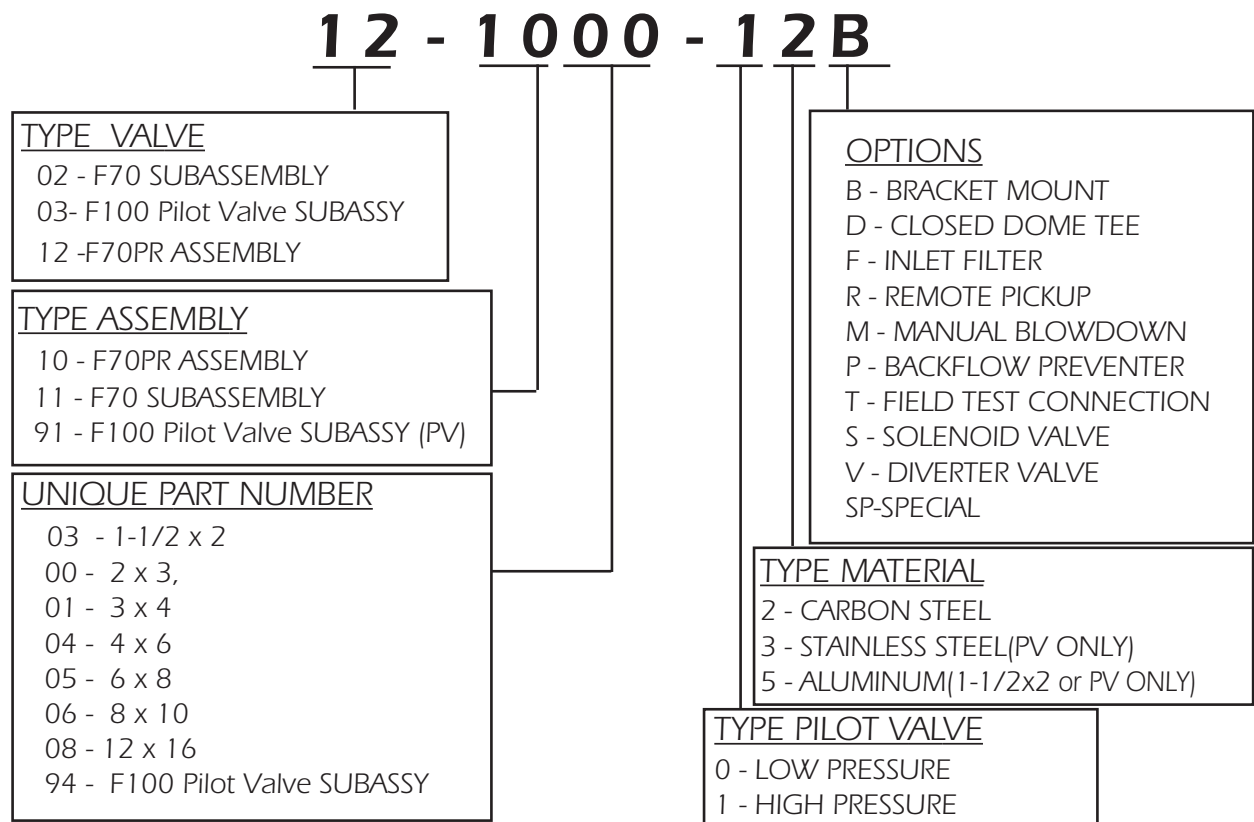 12 - 1000 - 12B
TYPE VALVE
02 - F70 SUBASSEMBLY
03- F100 Pilot Valve SUBASSY
12 -F70PR ASSEMBLY
TYPE ASSEMBLY
10 - F70PR ASSEMBLY
11 - F70 SUBASSEMBLY
91 - F100 Pilot Valve SUBASSY (PV)
UNIQUE PART NUMBER
03 - 1-1/2 x 2
00 - 2 x 3,
01 - 3 x 4
04 - 4 x 6
05 - 6 x 8
06 - 8 x 10
08 - 12 x 16
94 - F100 Pilot Valve SUBASSY
OPTIONS
B - BRACKET MOUNT
D - CLOSED DOME TEE
F - INLET FILTER
R - REMOTE PICKUP
M - MANUAL BLOWDOWN
P - BACKFLOW PREVENTER
T - FIELD TEST CONNECTION
S - SOLENOID VALVE
V - DIVERTER VALVE
SP-SPECIAL
TYPE MATERIAL
2 - CARBON STEEL
3 - STAINLESS STEEL(PV ONLY)
5 - ALUMINUM(1-1/2x2 or PV ONLY)
TYPE PILOT VALVE
0 - LOW PRESSURE
1 - HIGH PRESSURE